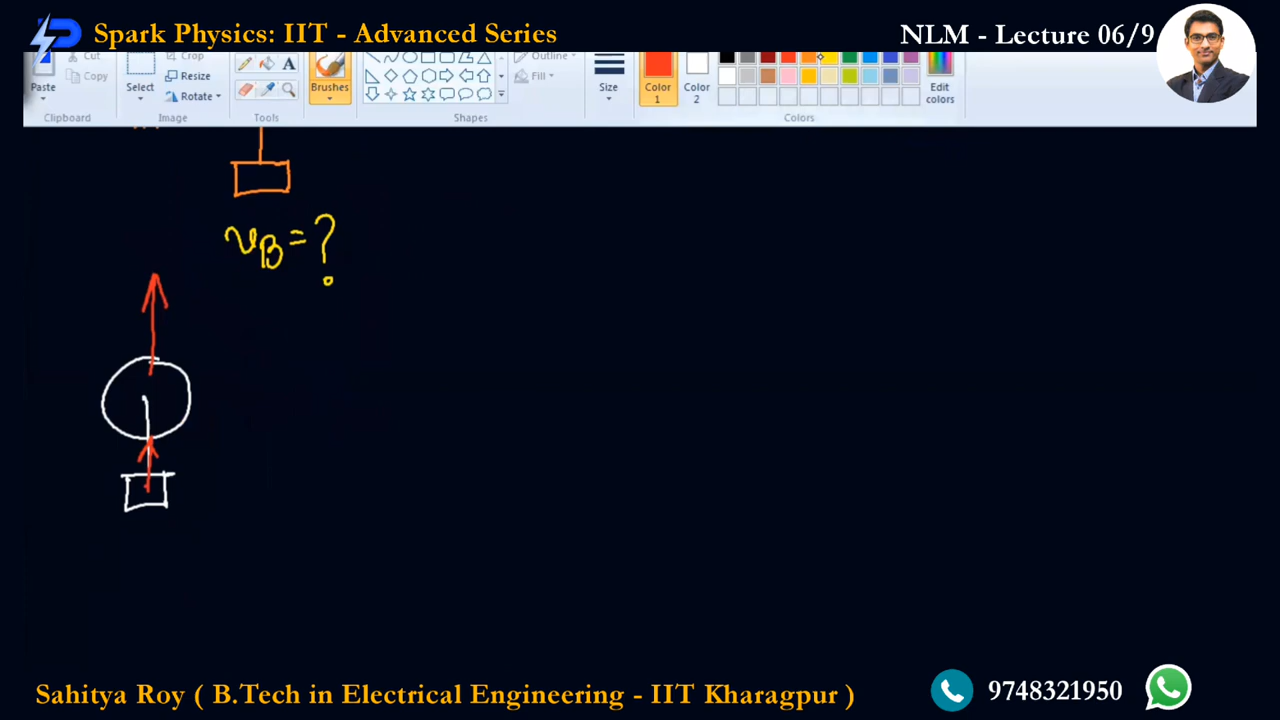 Spark Physics: IIT - Advanced Series
NLM - Lecture 06/9
Cut
Copy
Paste
Clipboard
Crop
Resize
Rotate
Select
Image
A
Tools
Brushes
Outline
Fill
Shapes
Size
Color 1
Color 2
Edit colors
Colors
v_B = ?
Sahitya Roy ( B.Tech in Electrical Engineering - IIT Kharagpur )
9748321950